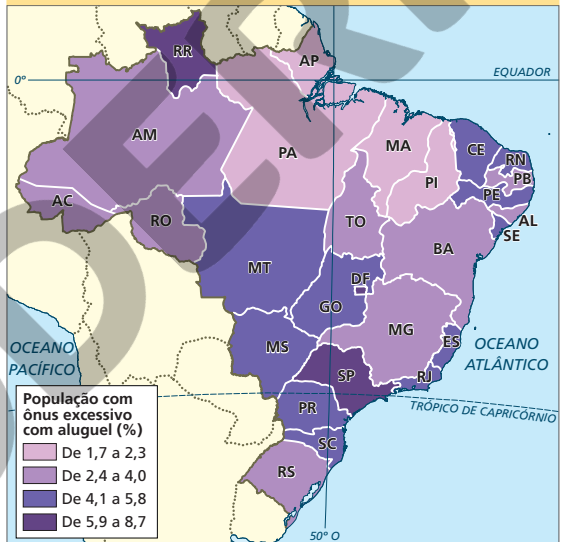 RR
AP
0°
EQUADOR
AM
PA
MA
CE
RN
PB
PI
PE
AC
AL
SE
RO
TO
BA
MT
DF
GO
MG
ES
MS
OCEANO
PACÍFICO
OCEANO
ATLÂNTICO
SP
RJ
TRÓPICO DE CAPRICÓRNIO
PR
SC
RS
50° O
População com
ônus excessivo
com aluguel (%)
De 1,7 a 2,3
De 2,4 a 4,0
De 4,1 a 5,8
De 5,9 a 8,7